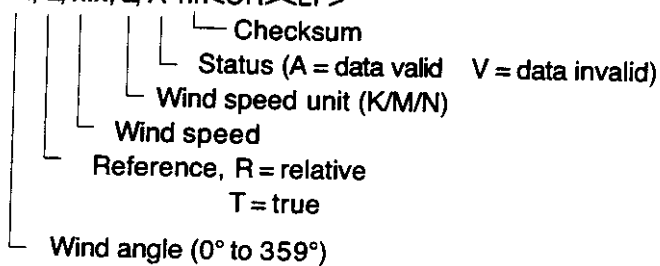 Checksum
Status (A = data valid V = data invalid)
Wind speed unit (K/M/N)
Wind speed
Reference, R = relative
T = true
Wind angle (0° to 359°)